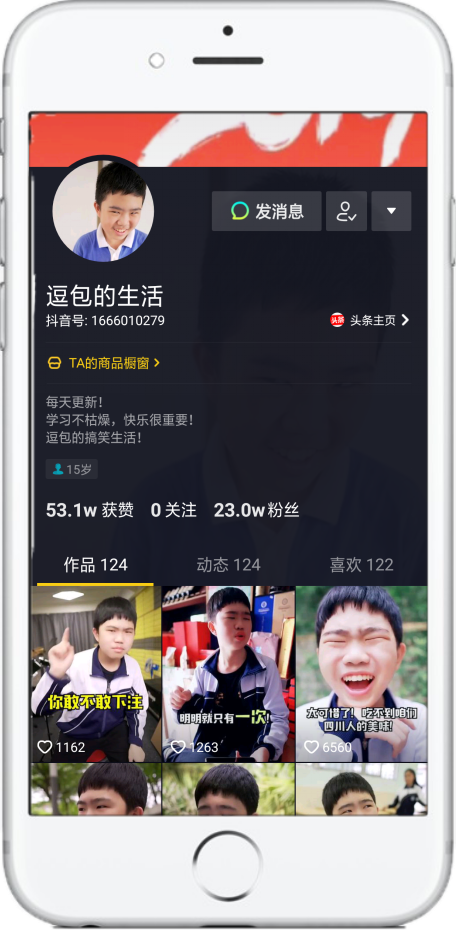 发消息
逗包的生活
抖音号: 1666010279
头条 头条主页
TA的商品橱窗
每天更新！
学习不枯燥，快乐很重要！
逗包的搞笑生活！
15岁
53.1w 获赞 0 关注 23.0w 粉丝
作品 124 动态 124 喜欢 122
你敢不敢下注
1162
明明就只有一次!
1263
太可惜了！吃不到咱们
四川人的美味!
6560